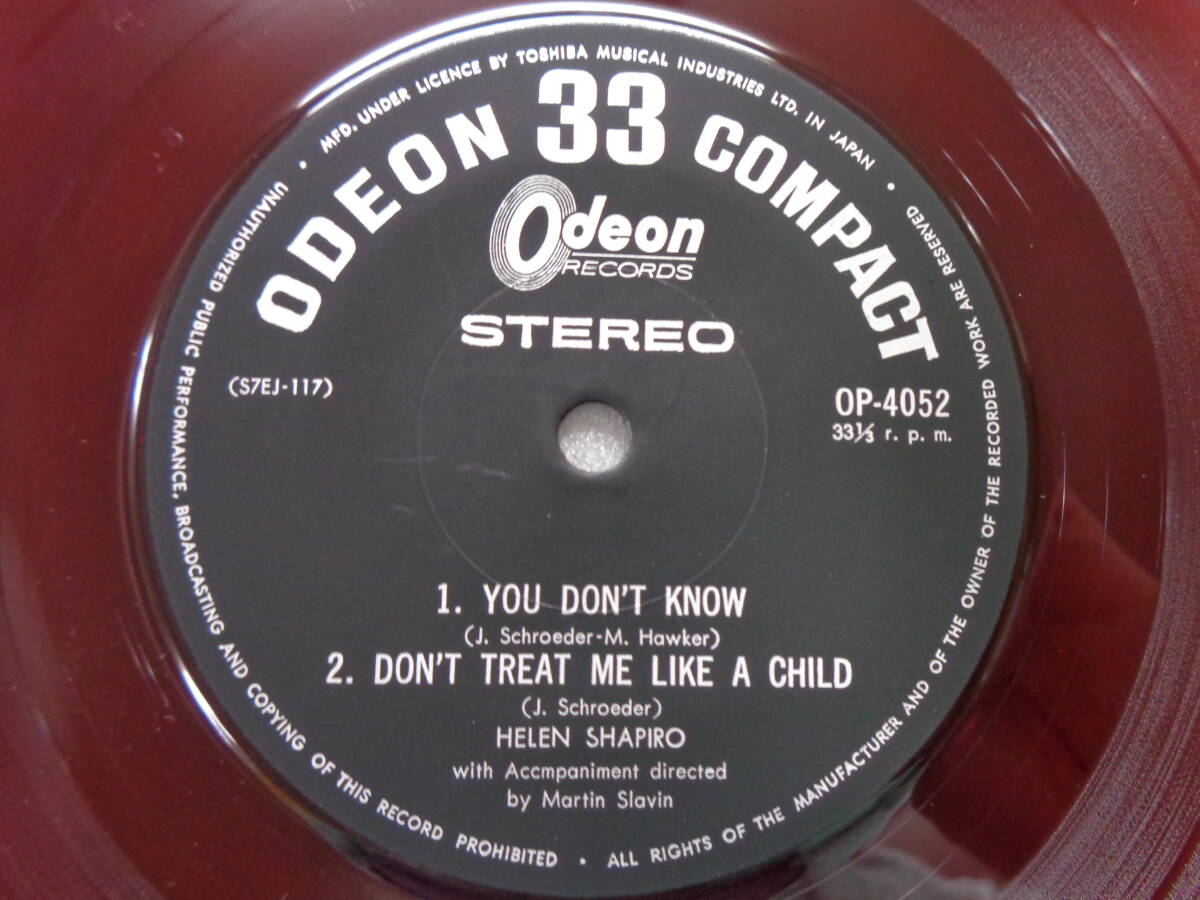 MFD. UNDER LICENCE BY TOSHIBA MUSICAL INDUSTRIES LTD. IN JAPAN •
ODEON 33 COMPACT
Odeon
RECORDS
STEREO
(S7EJ-117)
OP-4052
33⅓ r. p. m.
1. YOU DON'T KNOW
(J. Schroeder-M. Hawker)
2. DON'T TREAT ME LIKE A CHILD
(J. Schroeder)
HELEN SHAPIRO
with Accmpaniment directed
by Martin Slavin
UNAUTHORIZED PUBLIC PERFORMANCE, BROADCASTING AND COPYING OF THIS RECORD PROHIBITED • ALL RIGHTS OF THE MANUFACTURER AND OF THE OWNER OF THE RECORDED WORK ARE RESERVED •